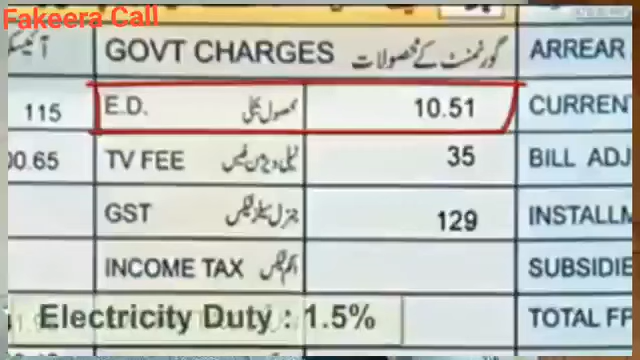 Fakeera Call
GOVT CHARGES گورنمنٹ کے محصولات ARREAR
115 E.D. محصول بجلی 10.51 CURRENT
00.65 TV FEE ٹیلی ویژن فیس 35 BILL ADJ
GST جنرل سیلز ٹیکس 129 INSTALLM
INCOME TAX انکم ٹیکس SUBSIDIE
Electricity Duty : 1.5% TOTAL FP